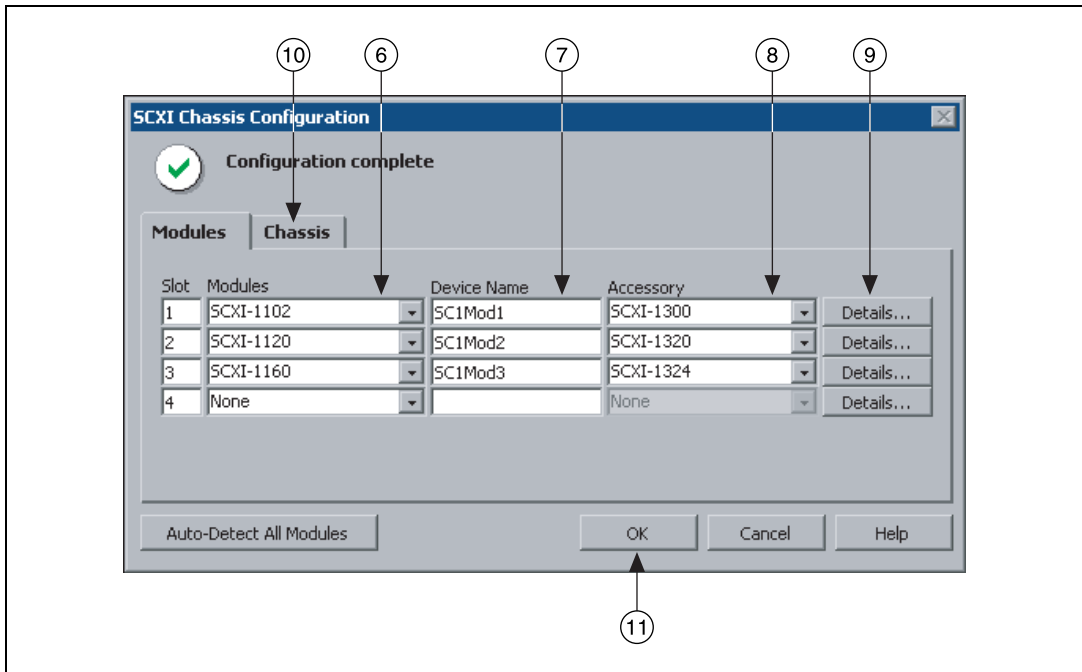 10 6 7 8 9
SCXI Chassis Configuration
Configuration complete
Modules Chassis
Slot Modules Device Name Accessory
1 SCXI-1102 SC1Mod1 SCXI-1300 Details...
2 SCXI-1120 SC1Mod2 SCXI-1320 Details...
3 SCXI-1160 SC1Mod3 SCXI-1324 Details...
4 None None Details...
Auto-Detect All Modules OK Cancel Help
11